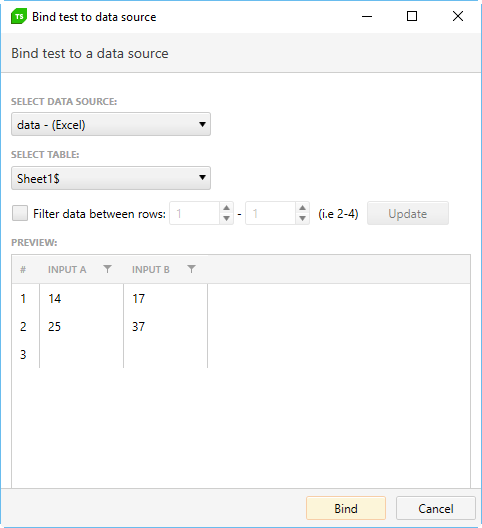 TS Bind test to data source
Bind test to a data source
SELECT DATA SOURCE:
data - (Excel)
SELECT TABLE:
Sheet1$
Filter data between rows: 1 - 1 (i.e 2-4) Update
PREVIEW:
# INPUT A INPUT B
1 14 17
2 25 37
3
Bind Cancel